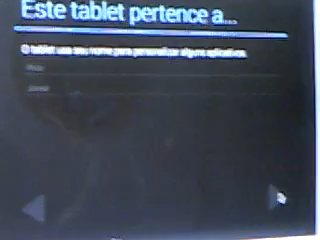 Este tablet pertence a...
O tablet usa seu nome para personalizar alguns aplicativos.